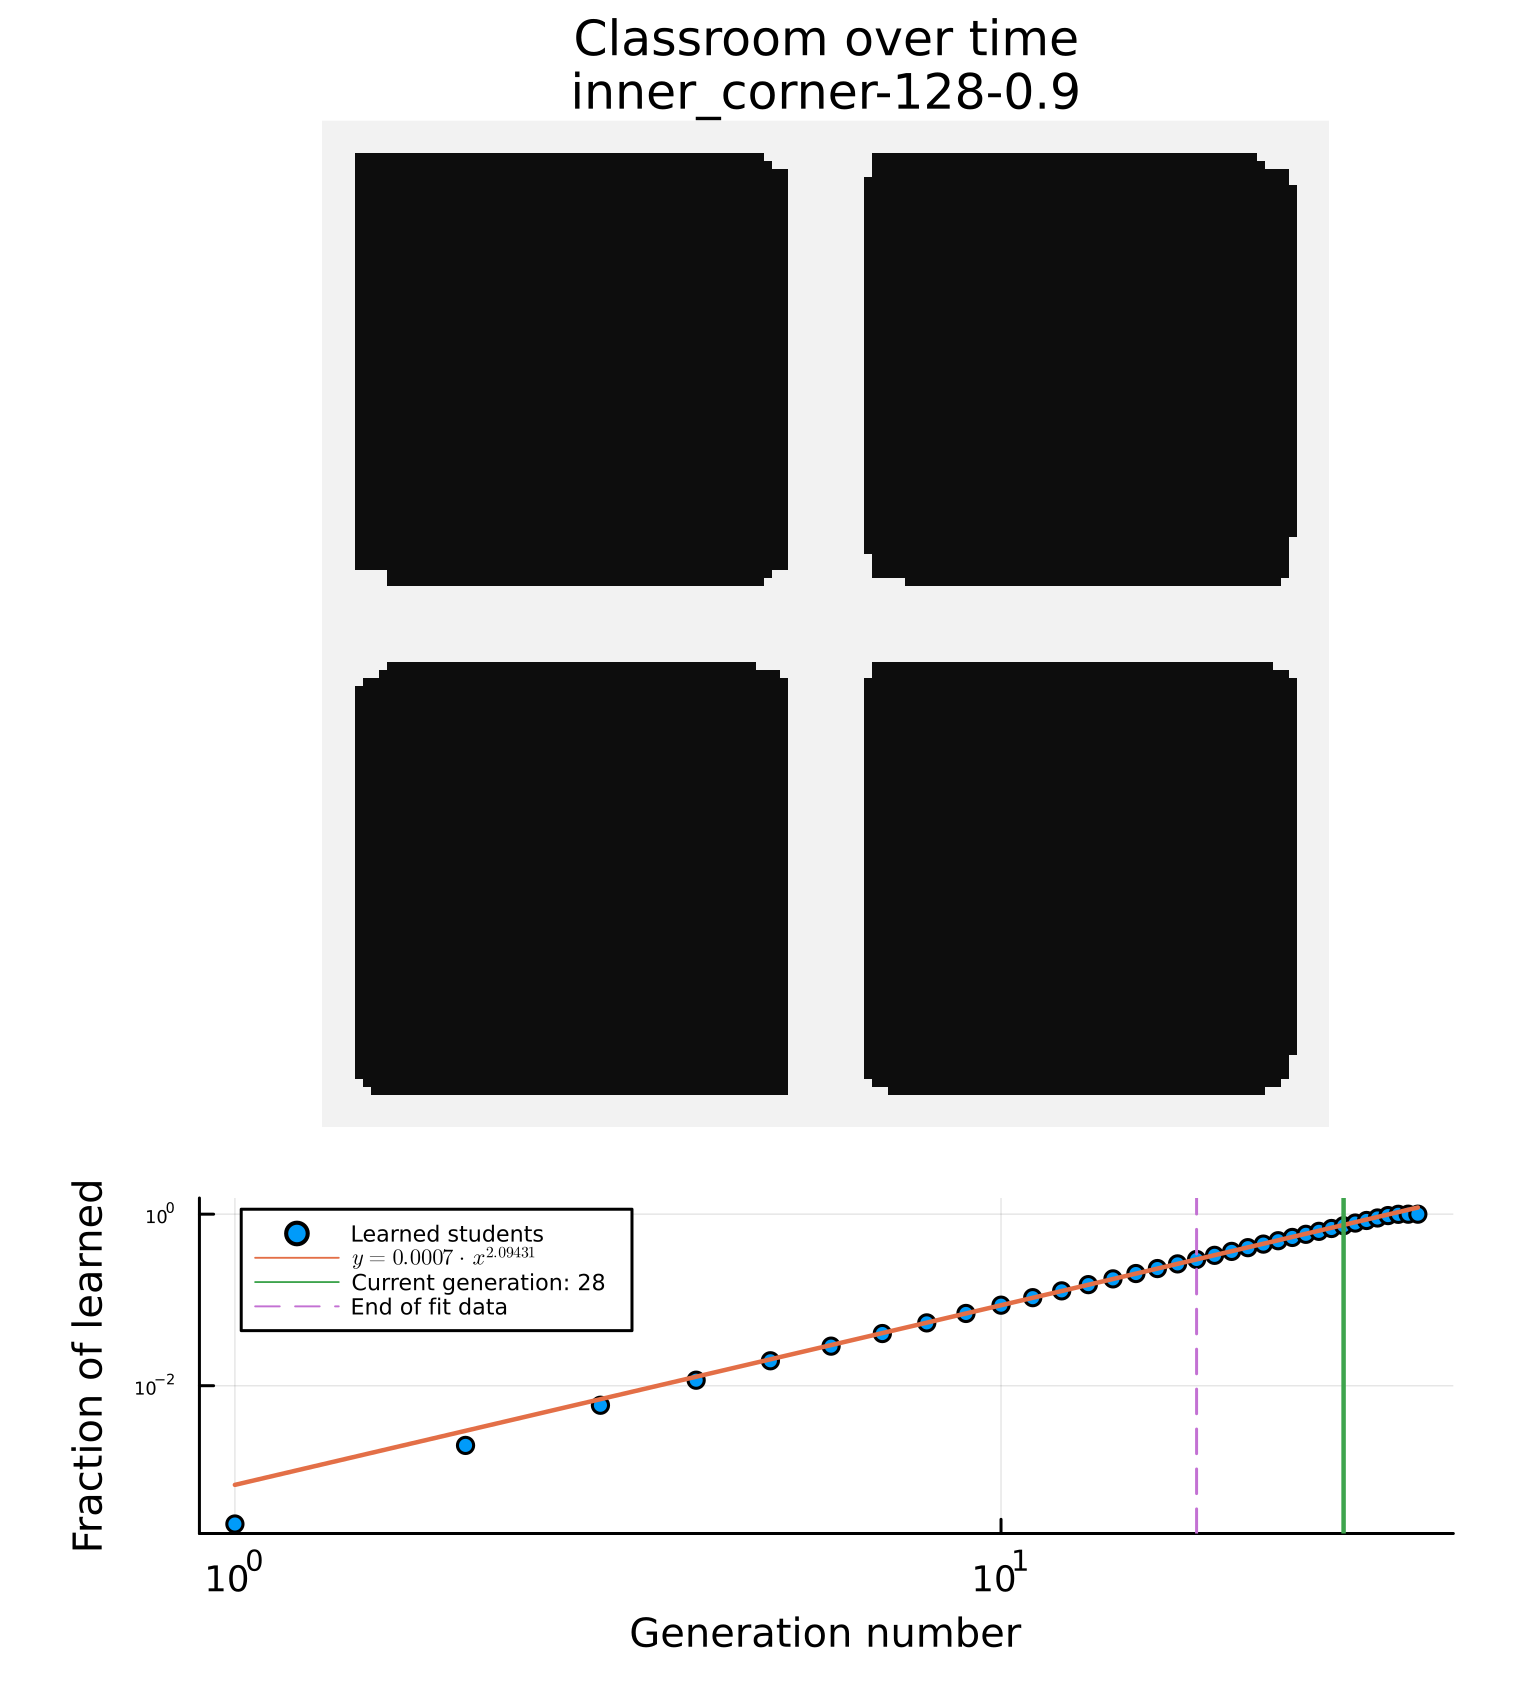 Classroom over time
inner_corner-128-0.9
Fraction of learned
10^0
10^-2
Learned students
y = 0.0007 · x^2.09431
Current generation: 28
End of fit data
10^0
10^1
Generation number